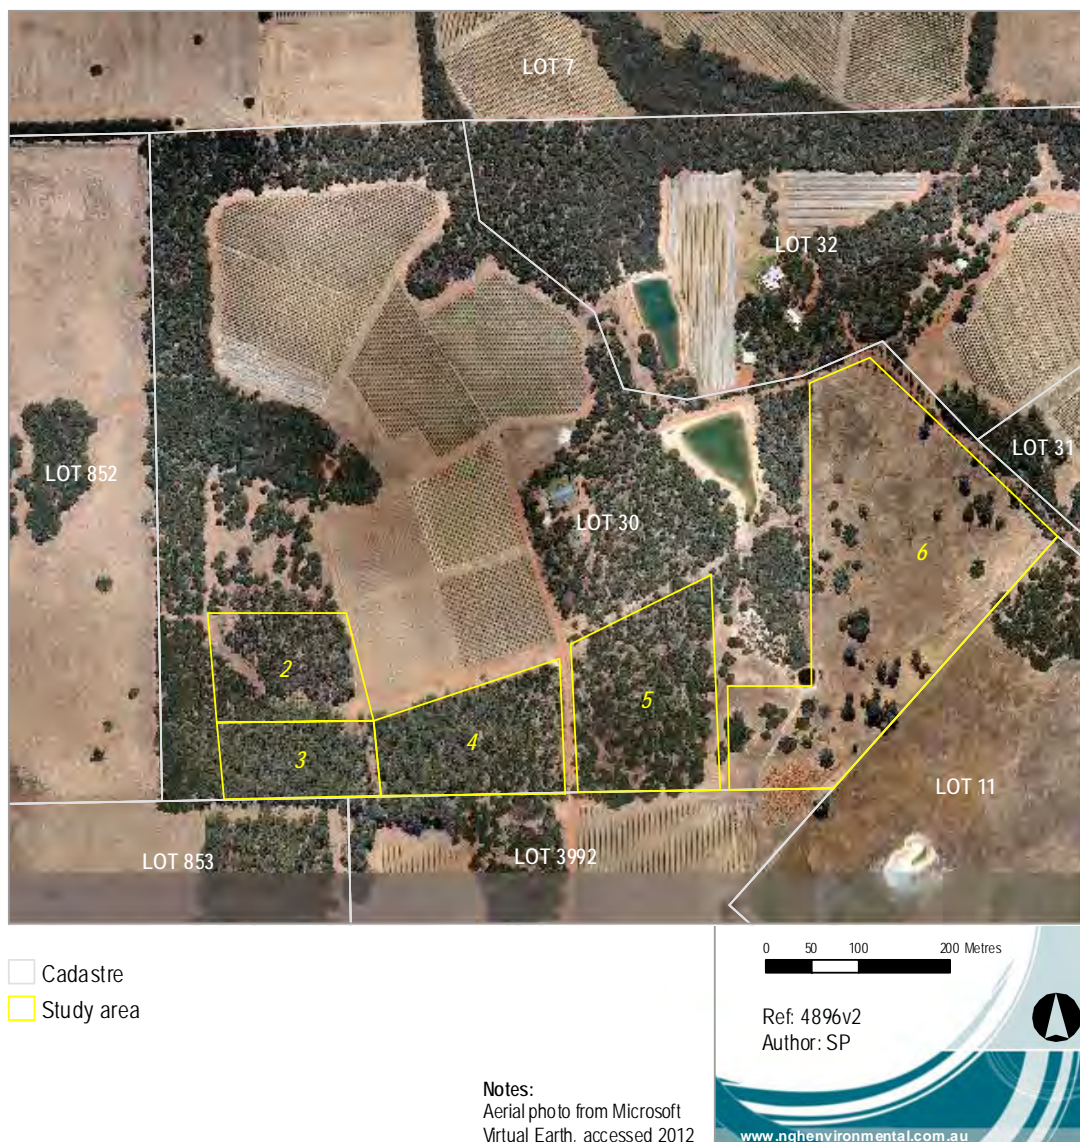 LOT 7
LOT 32
LOT 31
LOT 852
LOT 30
6
2
5
4
3
LOT 11
LOT 853
LOT 3992
Cadastre
Study area
0 50 100 200 Metres
Ref: 4896v2
Author: SP
Notes:
Aerial photo from Microsoft
Virtual Earth, accessed 2012
www.nghenvironmental.com.au